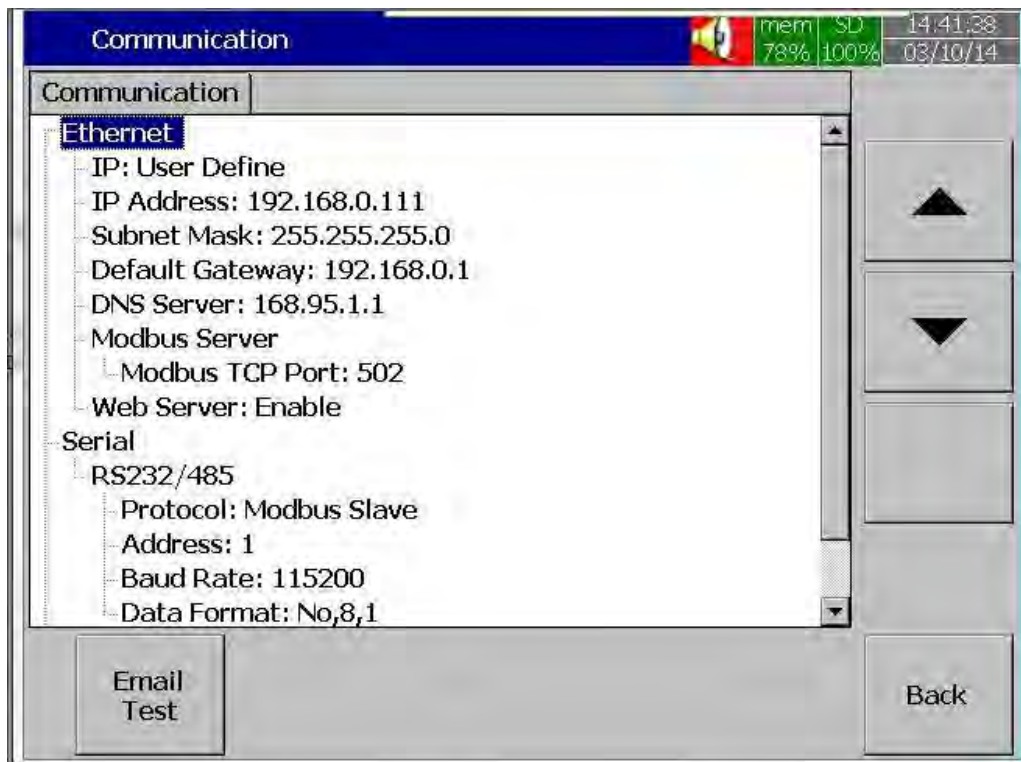 Communication
mem SD 14:41:38
78% 100% 03/10/14
Communication
Ethernet
IP: User Define
IP Address: 192.168.0.111
Subnet Mask: 255.255.255.0
Default Gateway: 192.168.0.1
DNS Server: 168.95.1.1
Modbus Server
Modbus TCP Port: 502
Web Server: Enable
Serial
RS232/485
Protocol: Modbus Slave
Address: 1
Baud Rate: 115200
Data Format: No,8,1
Email
Test
Back